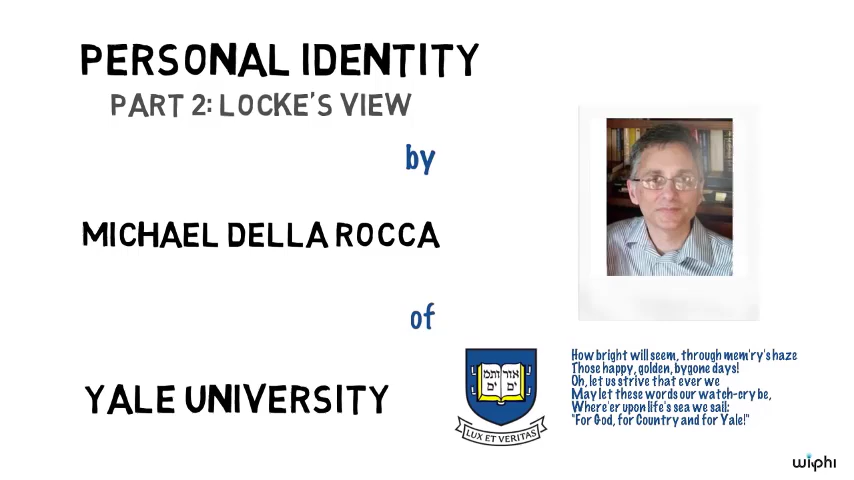 PERSONAL IDENTITY
PART 2: LOCKE'S VIEW
by
MICHAEL DELLA ROCCA
of
YALE UNIVERSITY
אורים ותמים
LUX ET VERITAS
How bright will seem, through mem'ry's haze
Those happy, golden, bygone days!
Oh, let us strive that ever we
May let these words our watch-cry be,
Where'er upon life's sea we sail:
"For God, for Country and for Yale!"
wiphi